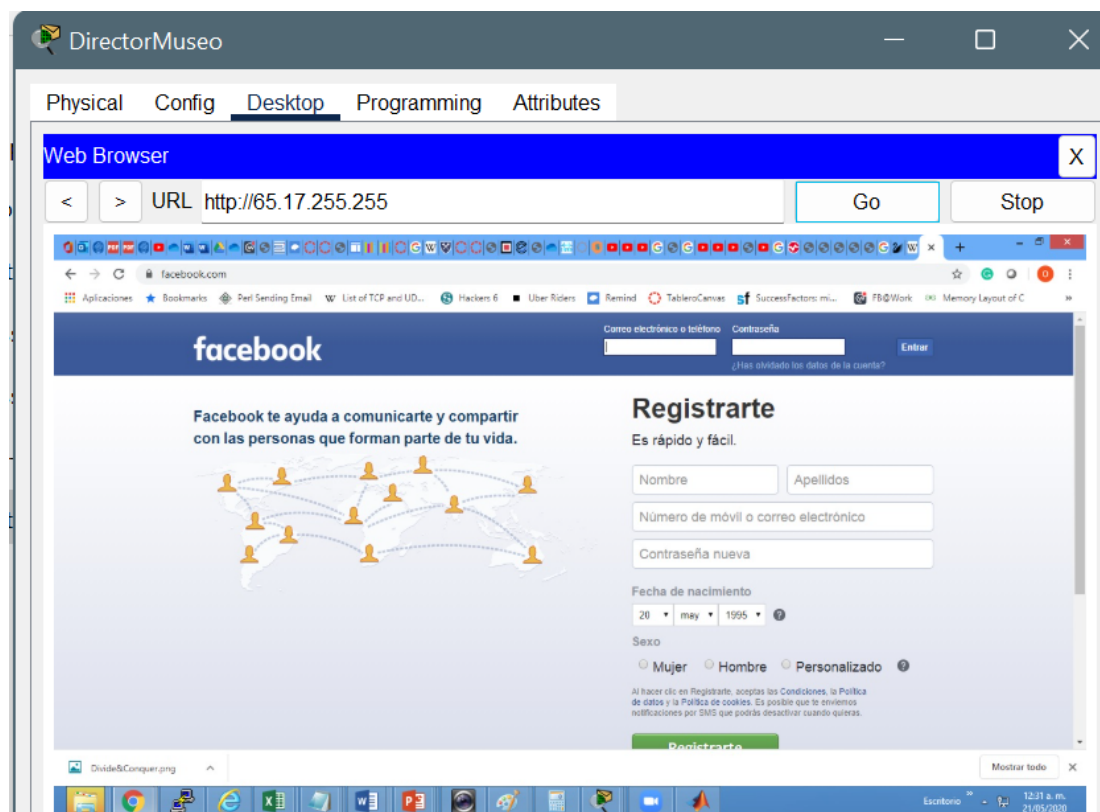 DirectorMuseo
Physical Config Desktop Programming Attributes
Web Browser X
< > URL http://65.17.255.255 Go Stop
facebook.com
Aplicaciones Bookmarks Perl Sending Email List of TCP and UD... Hackers 6 Uber Riders Remind TableroCanvas SuccessFactors: mi... FB@Work Memory Layout of C »
Correo electrónico o teléfono Contraseña
facebook Entrar
¿Has olvidado los datos de la cuenta?
Registrarte
Facebook te ayuda a comunicarte y compartir
con las personas que forman parte de tu vida.
Es rápido y fácil.
Nombre Apellidos
Número de móvil o correo electrónico
Contraseña nueva
Fecha de nacimiento
20 may 1995
Sexo
Mujer Hombre Personalizado
Al hacer clic en Registrarte, aceptas las Condiciones, la Política
de datos y la Política de cookies. Es posible que te enviemos
notificaciones por SMS que podrás desactivar cuando quieras.
Registrarte
Divide&Conquer.png Mostrar todo
Escritorio » 12:31 a. m.
21/05/2020